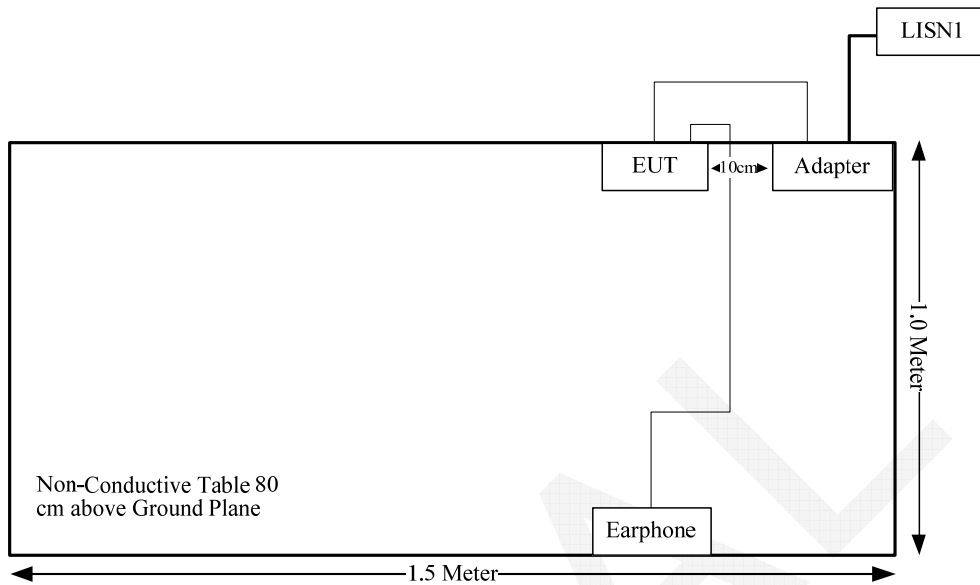 LISN1
EUT
10cm
Adapter
1.0 Meter
Non-Conductive Table 80
cm above Ground Plane
Earphone
1.5 Meter